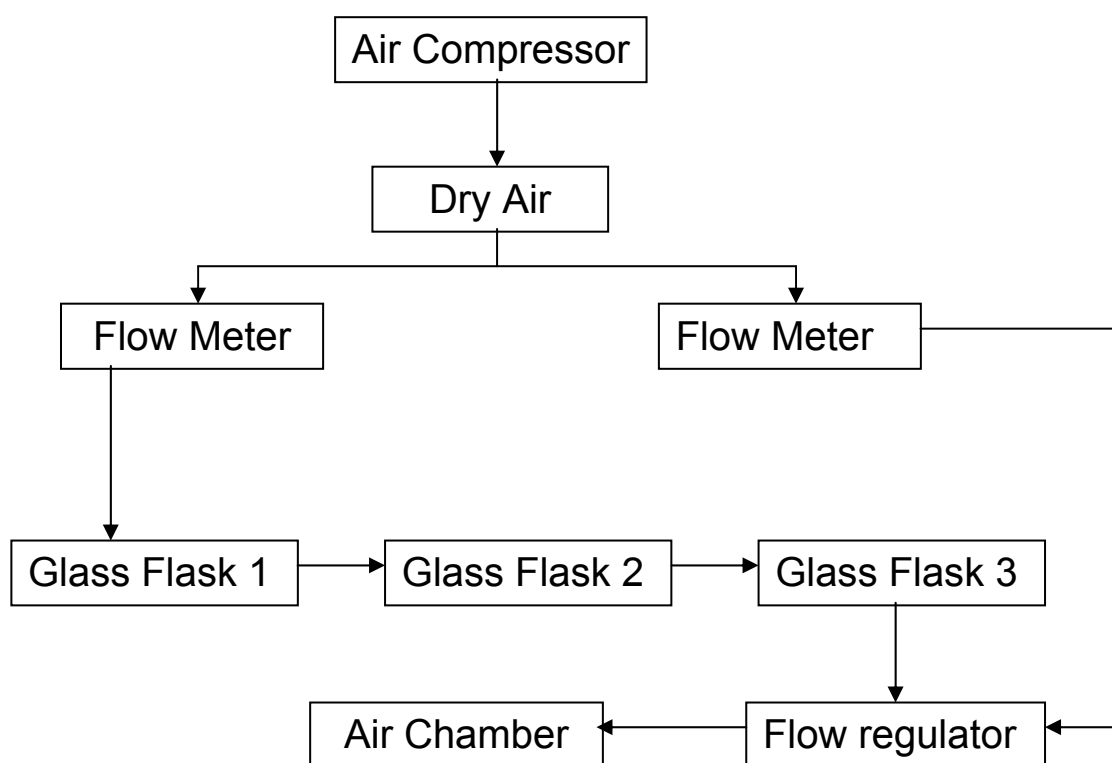 Air Compressor
Dry Air
Flow Meter
Flow Meter
Glass Flask 1
Glass Flask 2
Glass Flask 3
Air Chamber
Flow regulator